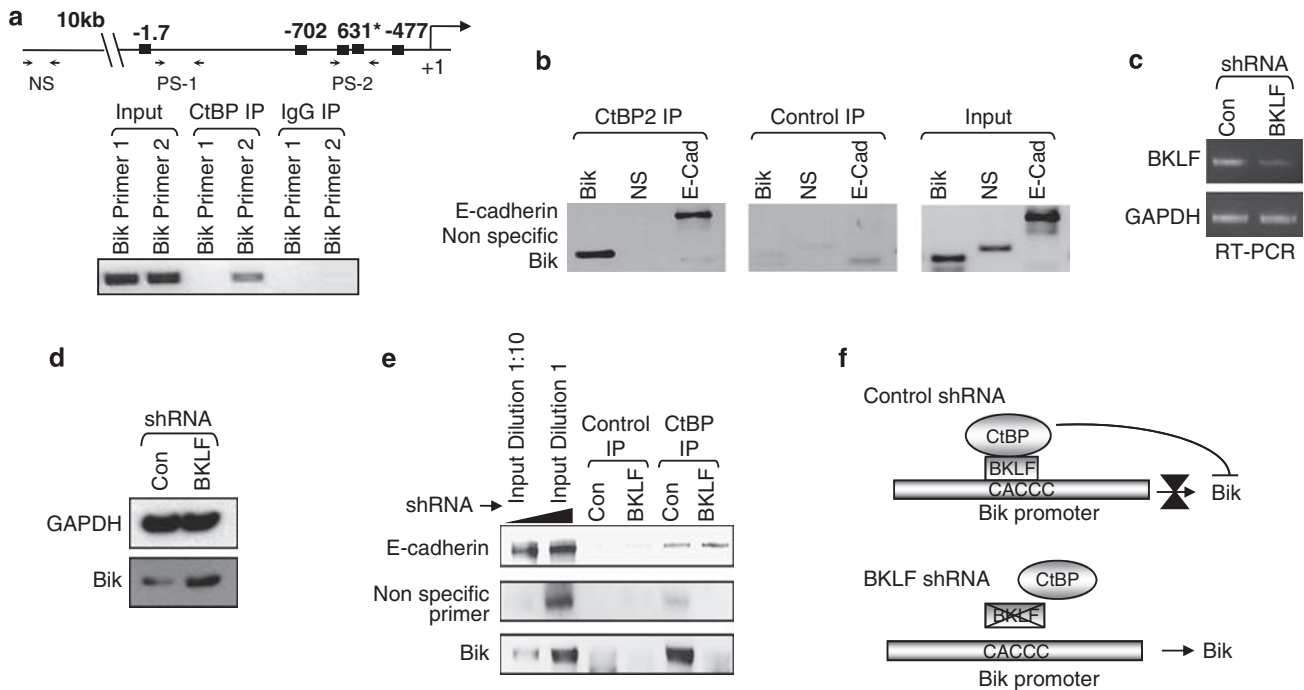 a
10kb
-1.7
-702
631*
-477
+1
NS
PS-1
PS-2
Input
CtBP IP
IgG IP
Bik Primer 1
Bik Primer 2
Bik Primer 1
Bik Primer 2
Bik Primer 1
Bik Primer 2
b
CtBP2 IP
Control IP
Input
Bik
NS
E-Cad
Bik
NS
E-Cad
Bik
NS
E-Cad
E-cadherin
Non specific
Bik
c
shRNA
Con
BKLF
BKLF
GAPDH
RT-PCR
d
shRNA
Con
BKLF
GAPDH
Bik
e
Input Dilution 1:10
Input Dilution 1
Control
IP
CtBP
IP
shRNA
Con
BKLF
Con
BKLF
E-cadherin
Non specific
primer
Bik
f
Control shRNA
CtBP
BKLF
CACCC
Bik
Bik promoter
BKLF shRNA
CtBP
BKLF
CACCC
Bik
Bik promoter